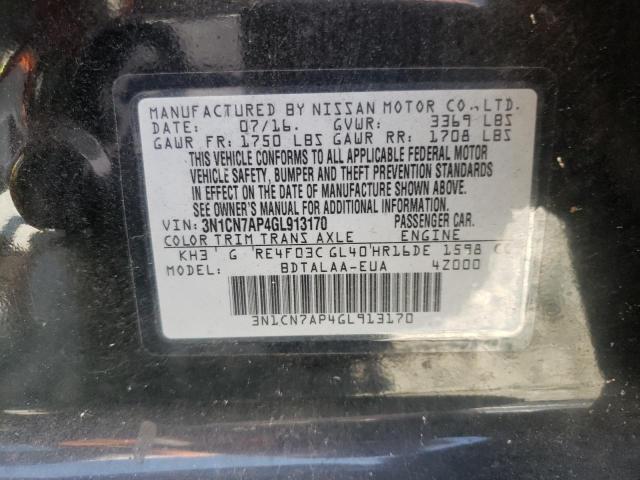 MANUFACTURED BY NISSAN MOTOR CO., LTD.
DATE: 07/16. GVWR: 3369 LBS
GAWR FR: 1750 LBS GAWR RR: 1708 LBS
THIS VEHICLE CONFORMS TO ALL APPLICABLE FEDERAL MOTOR
VEHICLE SAFETY, BUMPER AND THEFT PREVENTION STANDARDS
IN EFFECT ON THE DATE OF MANUFACTURE SHOWN ABOVE.
SEE OWNER'S MANUAL FOR ADDITIONAL INFORMATION.
VIN: 3N1CN7AP4GL913170 PASSENGER CAR.
COLOR TRIM TRANS AXLE ENGINE
KH3 G RE4F03C GL40 HR16DE 1598 CC
MODEL BDTALAA-EUA 4Z000
3N1CN7AP4GL913170